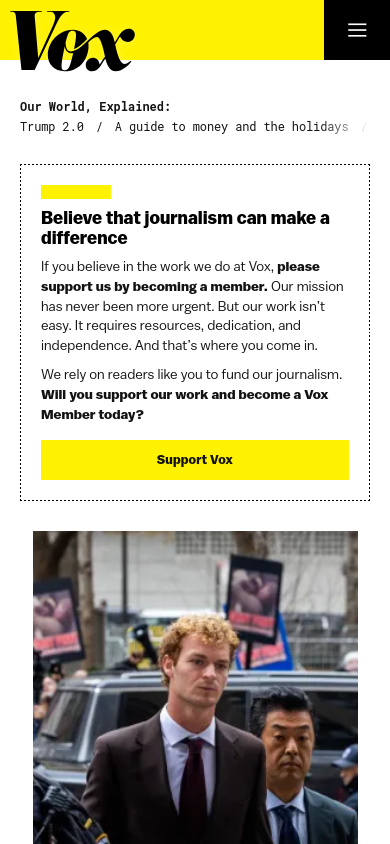 Vox
Our World, Explained:
Trump 2.0 / A guide to money and the holidays /
Believe that journalism can make a
difference
If you believe in the work we do at Vox, please
support us by becoming a member. Our mission
has never been more urgent. But our work isn't
easy. It requires resources, dedication, and
independence. And that's where you come in.
We rely on readers like you to fund our journalism.
Will you support our work and become a Vox
Member today?
Support Vox